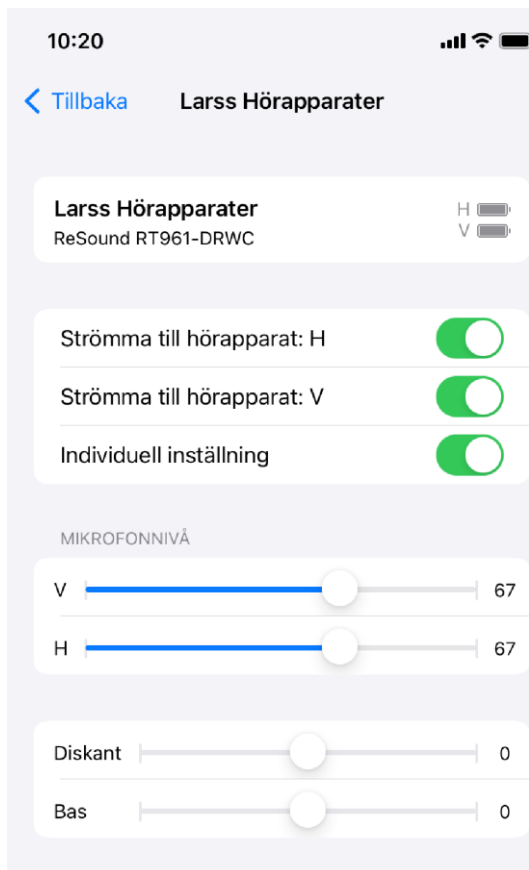 10:20
Tillbaka
Larss Hörapparater
Larss Hörapparater
H
ReSound RT961-DRWC
V
Strömma till hörapparat: H
Strömma till hörapparat: V
Individuell inställning
MIKROFONNIVÅ
V 67
H 67
Diskant 0
Bas 0